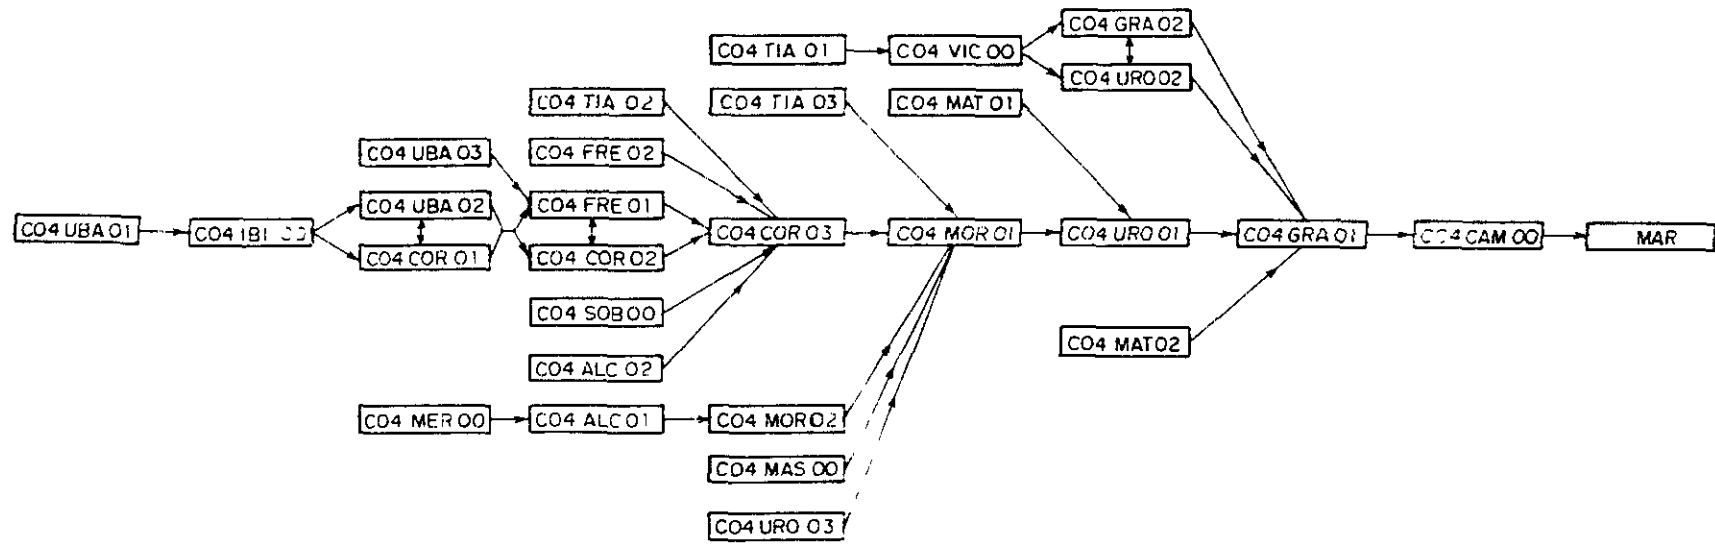 CO4 GRA 02
CO4 TIA 01
CO4 VIC 00
CO4 URO 02
CO4 TIA 02
CO4 TIA 03
CO4 MAT 01
CO4 UBA 03
CO4 FRE 02
CO4 UBA 02
CO4 FRE 01
CO4 UBA 01
CO4 IBI 00
CO4 COR 03
CO4 MOR 01
CO4 URO 01
CO4 GRA 01
CO4 CAM 00
MAR
CO4 COR 01
CO4 COR 02
CO4 SOB 00
CO4 MAT 02
CO4 ALC 02
CO4 MER 00
CO4 ALC 01
CO4 MOR 02
CO4 MAS 00
CO4 URO 03